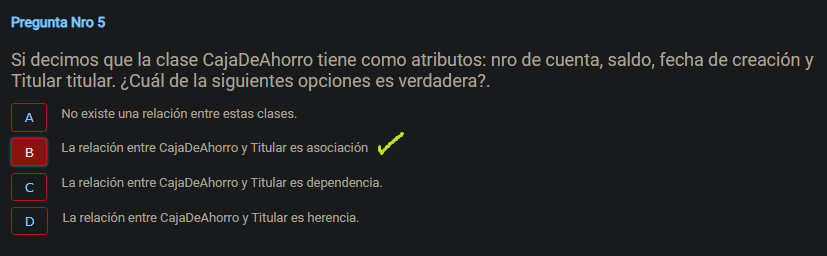 Pregunta Nro 5
Si decimos que la clase CajaDeAhorro tiene como atributos: nro de cuenta, saldo, fecha de creación y
Titular titular. ¿Cuál de la siguientes opciones es verdadera?.
A No existe una relación entre estas clases.
B La relación entre CajaDeAhorro y Titular es asociación
C La relación entre CajaDeAhorro y Titular es dependencia.
D La relación entre CajaDeAhorro y Titular es herencia.